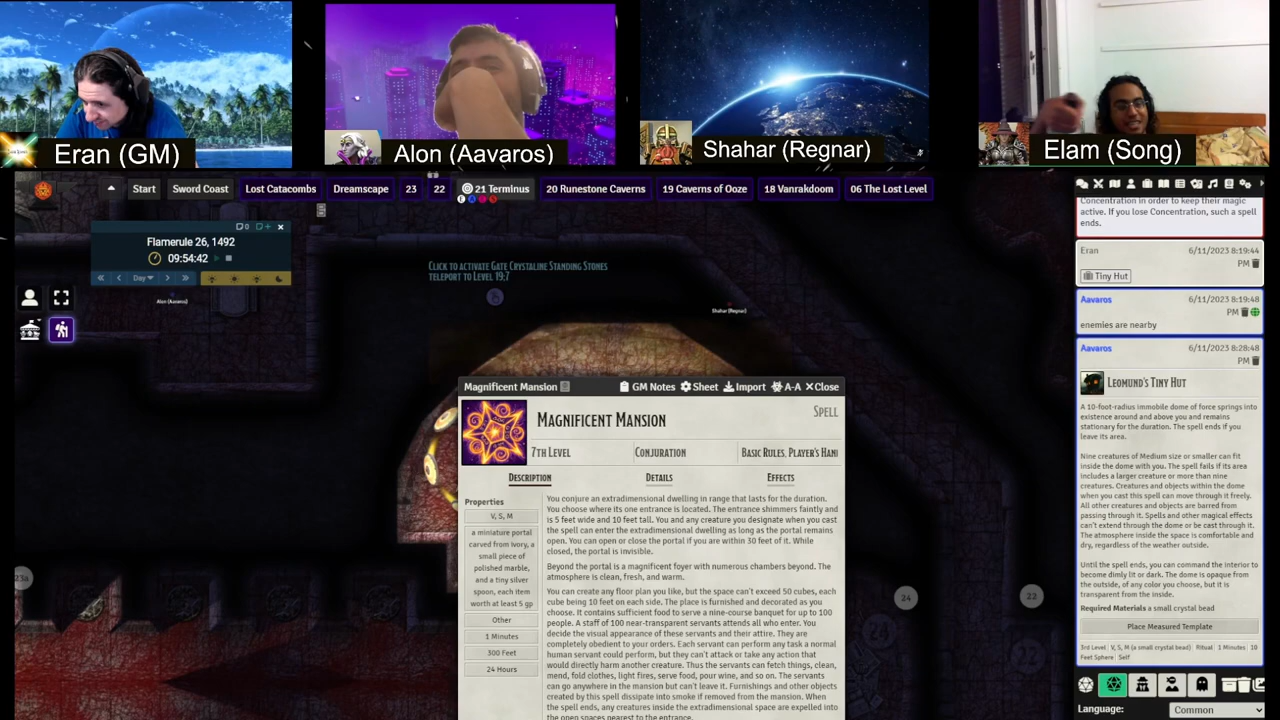 Eran (GM)
Alon (Aavaros)
Shahar (Regnar)
Elam (Song)
Start
Sword Coast
Lost Catacombs
Dreamscape
23
22
21 Terminus
20 Runestone Caverns
19 Caverns of Ooze
18 Vanrakdoom
06 The Lost Level
Flamerule 26, 1492
09:54:42
Day
Alon (Aavaros)
Click to activate Gate Crystaline Standing Stones
teleport to Level 19:7
Shahar (Regnar)
23a
24
22
Magnificent Mansion
GM Notes
Sheet
Import
A-A
Close
Magnificent Mansion
Spell
7th Level
Conjuration
Basic Rules, Player's Han
Description
Details
Effects
Properties
V, S, M
a miniature portal
carved from ivory, a
small piece of
polished marble,
and a tiny silver
spoon, each item
worth at least 5 gp
Other
1 Minutes
300 Feet
24 Hours
You conjure an extradimensional dwelling in range that lasts for the duration.
You choose where its one entrance is located. The entrance shimmers faintly and
is 5 feet wide and 10 feet tall. You and any creature you designate when you cast
the spell can enter the extradimensional dwelling as long as the portal remains
open. You can open or close the portal if you are within 30 feet of it. While
closed, the portal is invisible.
Beyond the portal is a magnificent foyer with numerous chambers beyond. The
atmosphere is clean, fresh, and warm.
You can create any floor plan you like, but the space can't exceed 50 cubes, each
cube being 10 feet on each side. The place is furnished and decorated as you
choose. It contains sufficient food to serve a nine-course banquet for up to 100
people. A staff of 100 near-transparent servants attends all who enter. You
decide the visual appearance of these servants and their attire. They are
completely obedient to your orders. Each servant can perform any task a normal
human servant could perform, but they can't attack or take any action that
would directly harm another creature. Thus the servants can fetch things, clean,
mend, fold clothes, light fires, serve food, pour wine, and so on. The servants
can go anywhere in the mansion but can't leave it. Furnishings and other objects
created by this spell dissipate into smoke if removed from the mansion. When
the spell ends, any creatures inside the extradimensional space are expelled into
the open spaces nearest to the entrance.
Concentration in order to keep their magic
active. If you lose Concentration, such a spell
ends.
Eran
6/11/2023 8:19:44
PM
Tiny Hut
Aavaros
6/11/2023 8:19:48
PM
enemies are nearby
Aavaros
6/11/2023 8:28:48
PM
Leomund's Tiny Hut
A 10-foot-radius immobile dome of force springs into
existence around and above you and remains
stationary for the duration. The spell ends if you
leave its area.
Nine creatures of Medium size or smaller can fit
inside the dome with you. The spell fails if its area
includes a larger creature or more than nine
creatures. Creatures and objects within the dome
when you cast this spell can move through it freely.
All other creatures and objects are barred from
passing through it. Spells and other magical effects
can't extend through the dome or be cast through it.
The atmosphere inside the space is comfortable and
dry, regardless of the weather outside.
Until the spell ends, you can command the interior to
become dimly lit or dark. The dome is opaque from
the outside, of any color you choose, but it is
transparent from the inside.
Required Materials a small crystal bead
Place Measured Template
3rd Level V, S, M (a small crystal bead) Ritual 1 Minutes 10
Feet Sphere Self
Language:
Common